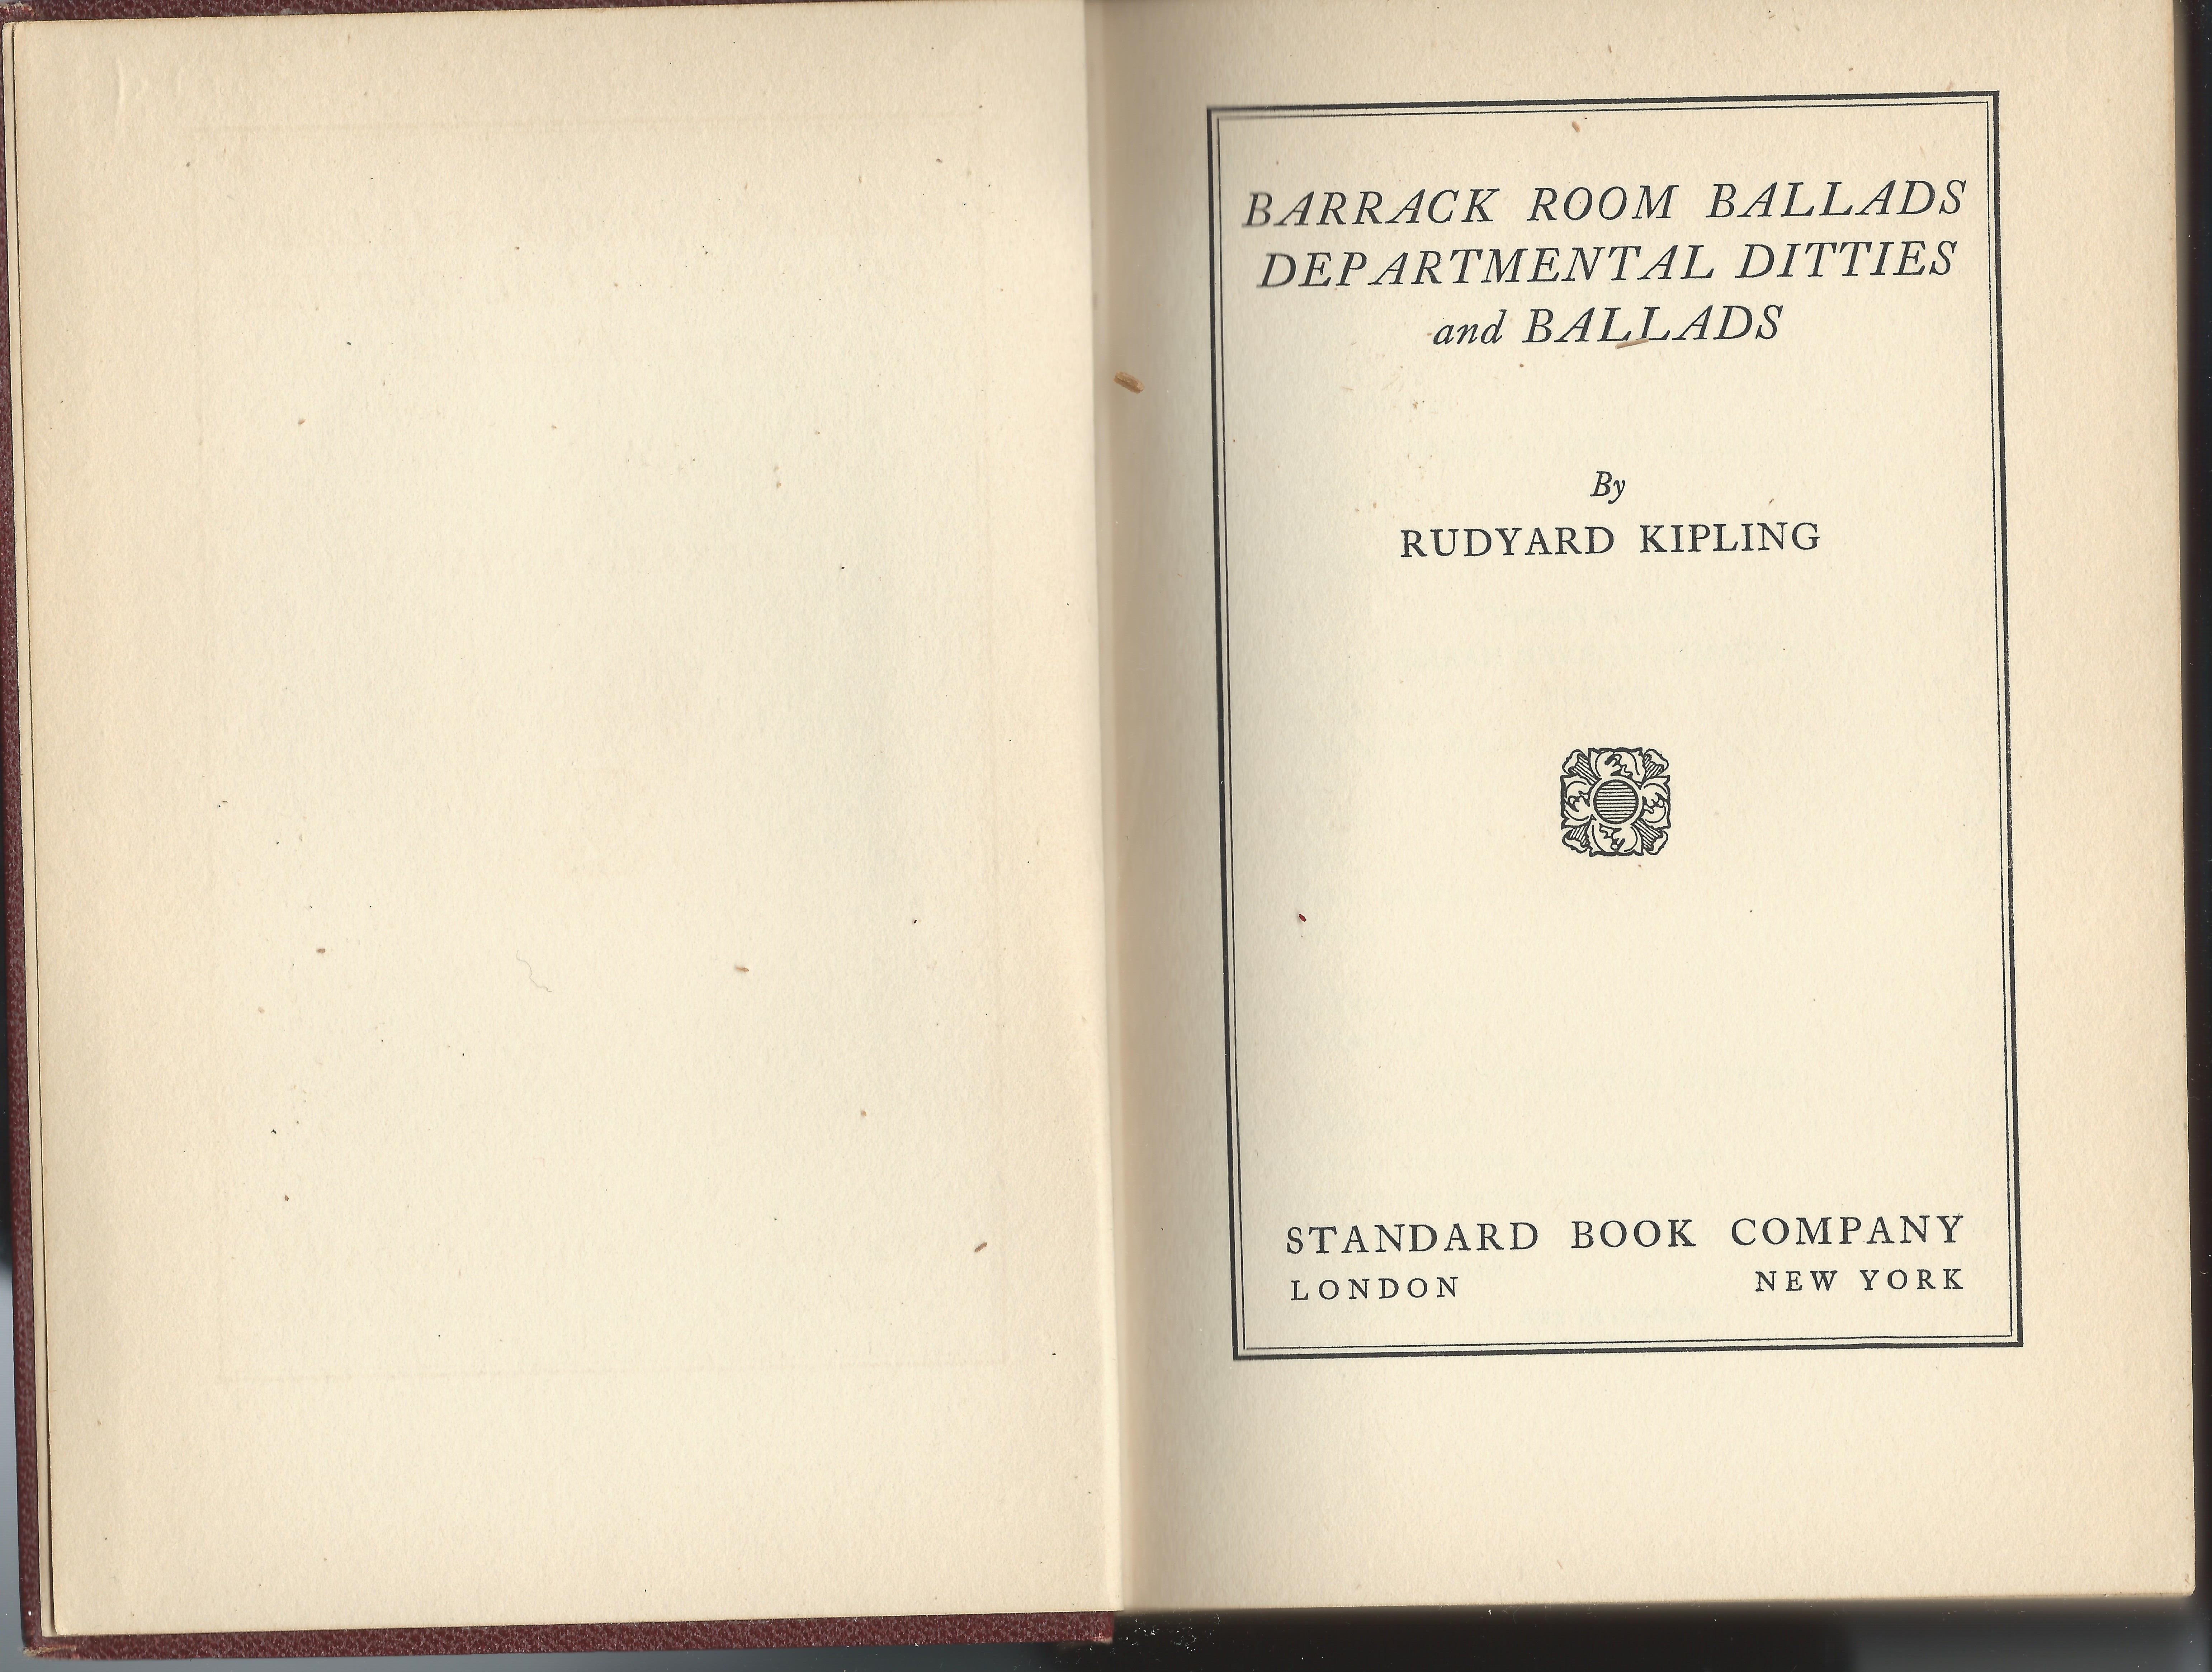 BARRACK ROOM BALLADS
DEPARTMENTAL DITTIES
and BALLADS
By
RUDYARD KIPLING
STANDARD BOOK COMPANY
LONDON NEW YORK